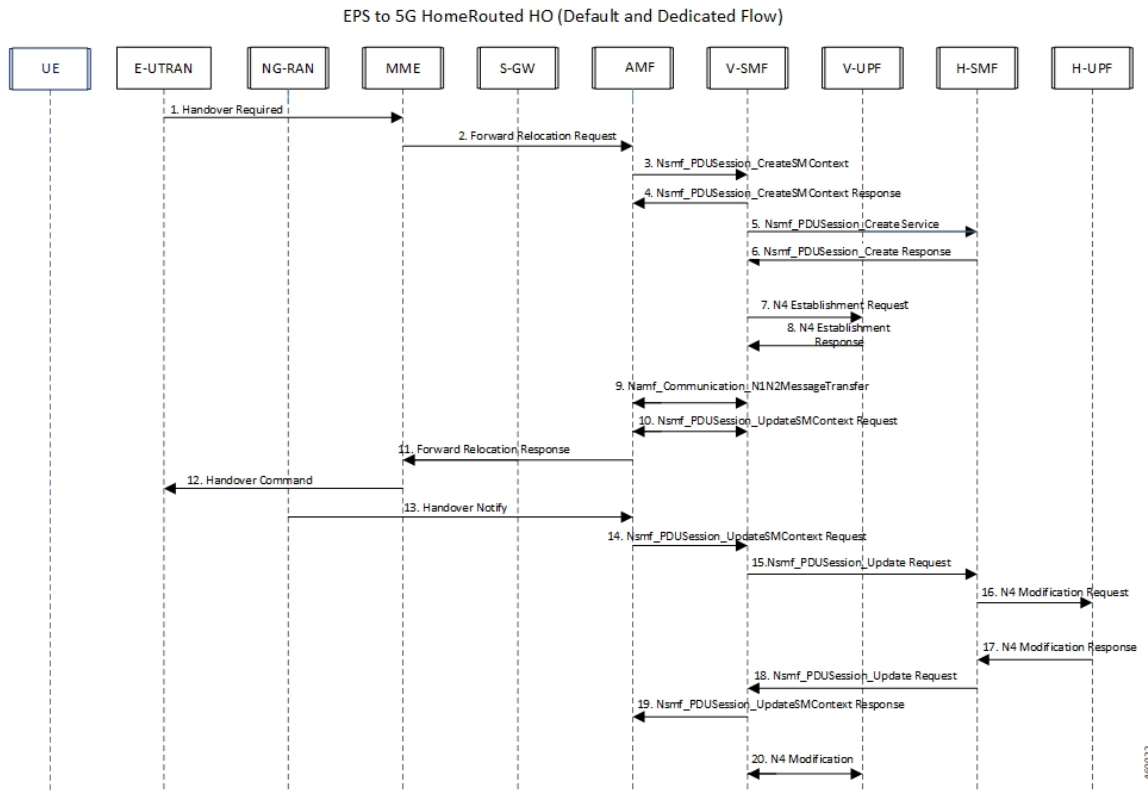 EPS to 5G HomeRouted HO (Default and Dedicated Flow)
UE
E-UTRAN
NG-RAN
MME
S-GW
AMF
V-SMF
V-UPF
H-SMF
H-UPF
1. Handover Required
2. Forward Relocation Request
3. Nsmf_PDUSession_CreateSMContext
4. Nsmf_PDUSession_CreateSMContext Response
5. Nsmf_PDUSession_Create Service
6. Nsmf_PDUSession_Create Response
7. N4 Establishment Request
8. N4 Establishment
Response
9. Namf_Communication_N1N2MessageTransfer
10. Nsmf_PDUSession_UpdateSMContext Request
11. Forward Relocation Response
12. Handover Command
13. Handover Notify
14. Nsmf_PDUSession_UpdateSMContext Request
15.Nsmf_PDUSession_Update Request
16. N4 Modification Request
17. N4 Modification Response
18. Nsmf_PDUSession_Update Request
19. Nsmf_PDUSession_UpdateSMContext Response
20. N4 Modification